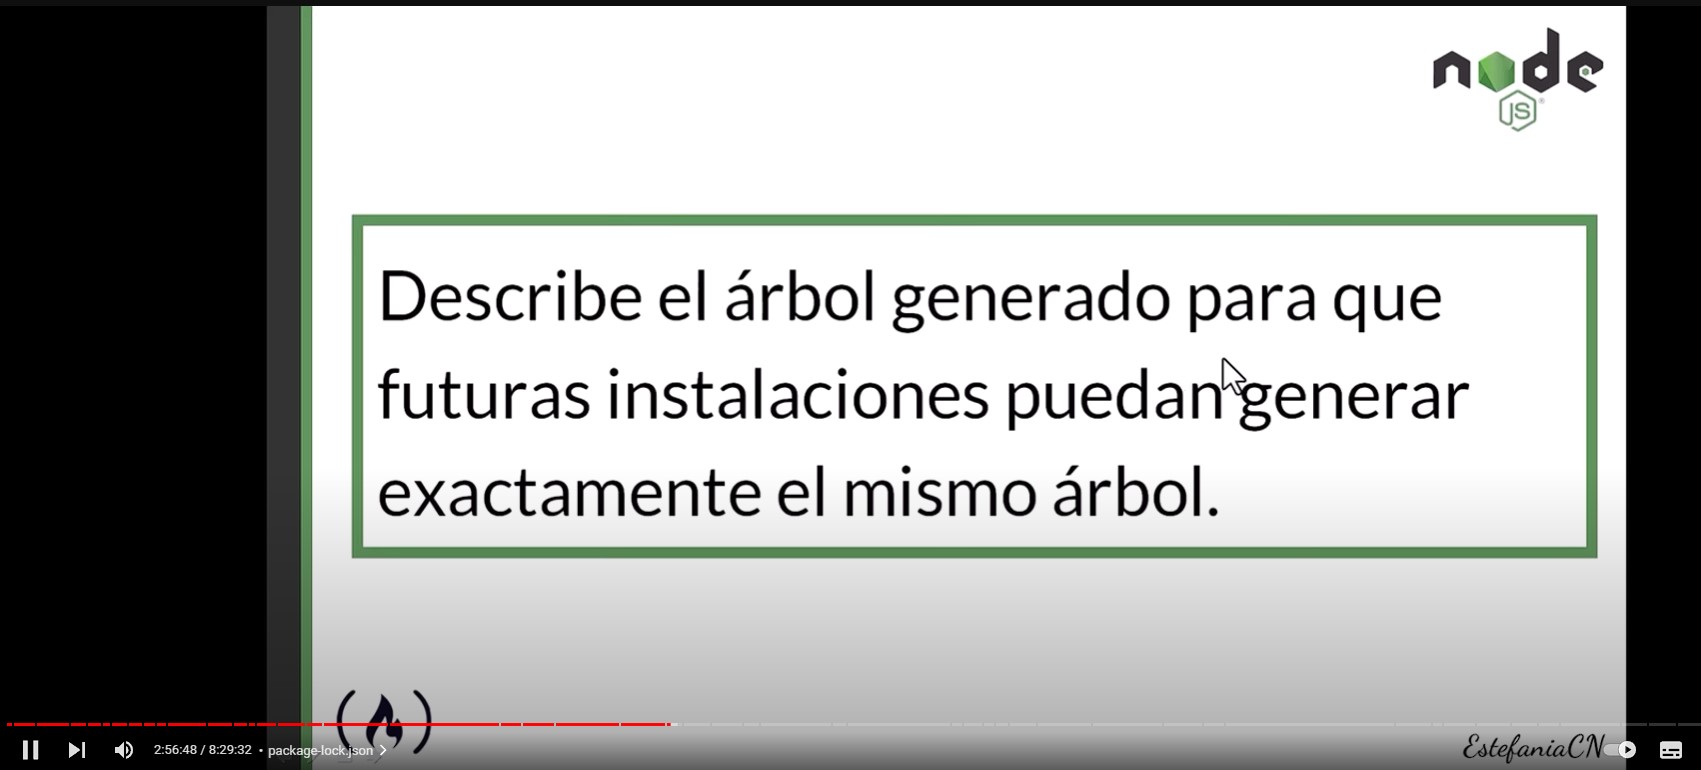 node
JS
Describe el árbol generado para que
futuras instalaciones puedan generar
exactamente el mismo árbol.
2:56:48 / 8:29:32 • package-lock.json
EstefaniaCN